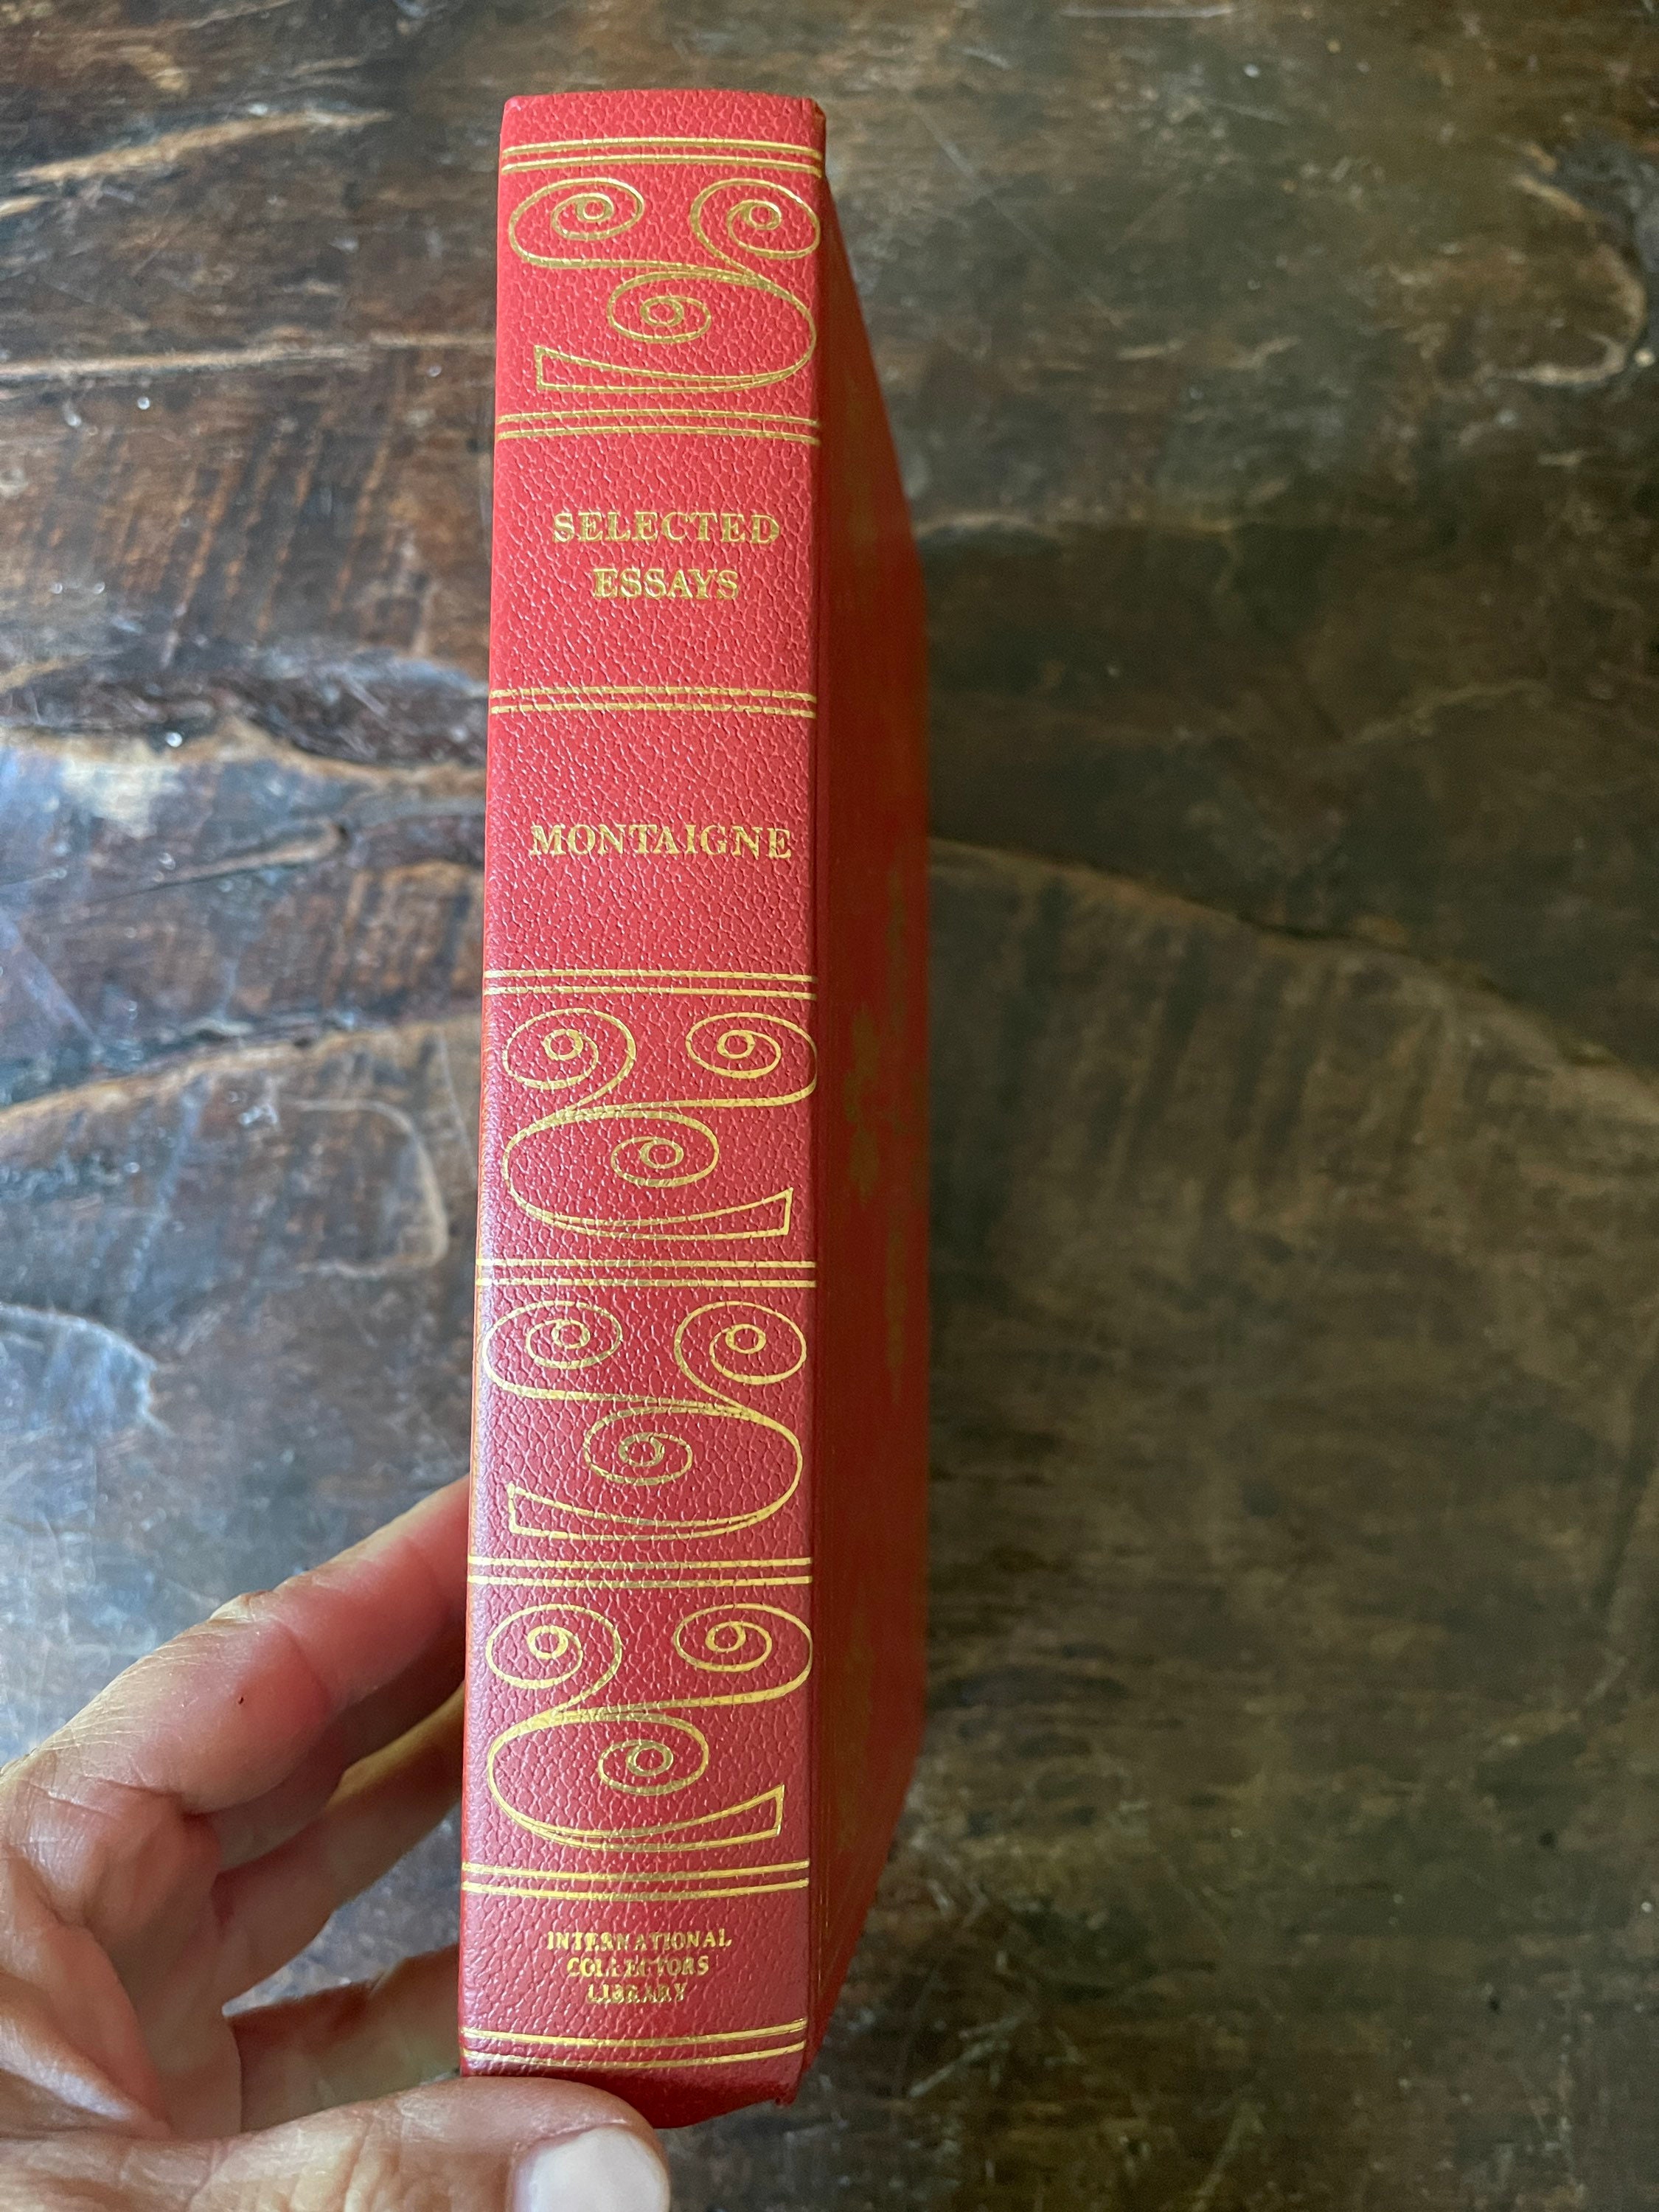 SELECTED
ESSAYS
MONTAIGNE
INTERNATIONAL
COLLECTORS
LIBRARY